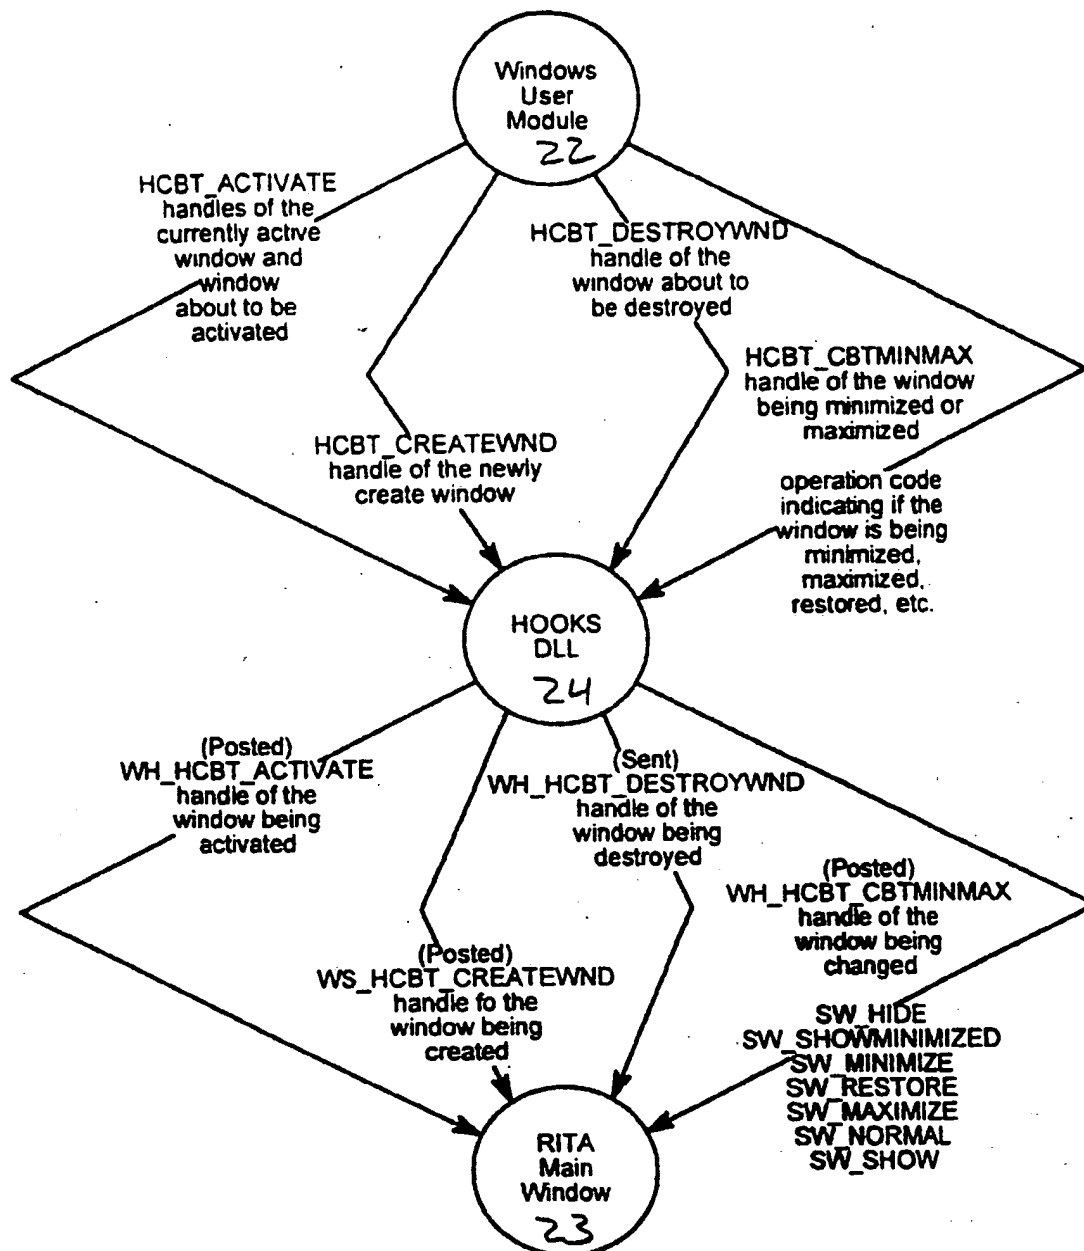 Windows
User
Module
22
HCBT_ACTIVATE
handles of the
currently active
window and
window
about to be
activated
HCBT_DESTROYWND
handle of the
window about to
be destroyed
HCBT_CBTMINMAX
handle of the window
being minimized or
maximized
HCBT_CREATEWND
handle of the newly
create window
operation code
indicating if the
window is being
minimized,
maximized,
restored, etc.
HOOKS
DLL
24
(Posted)
WH_HCBT_ACTIVATE
handle of the
window being
activated
(Sent)
WH_HCBT_DESTROYWND
handle of the
window being
destroyed
(Posted)
WH_HCBT_CBTMINMAX
handle of the
window being
changed
(Posted)
WS_HCBT_CREATEWND
handle fo the
window being
created
SW_HIDE
SW_SHOWMINIMIZED
SW_MINIMIZE
SW_RESTORE
SW_MAXIMIZE
SW_NORMAL
SW_SHOW
RITA
Main
Window
23